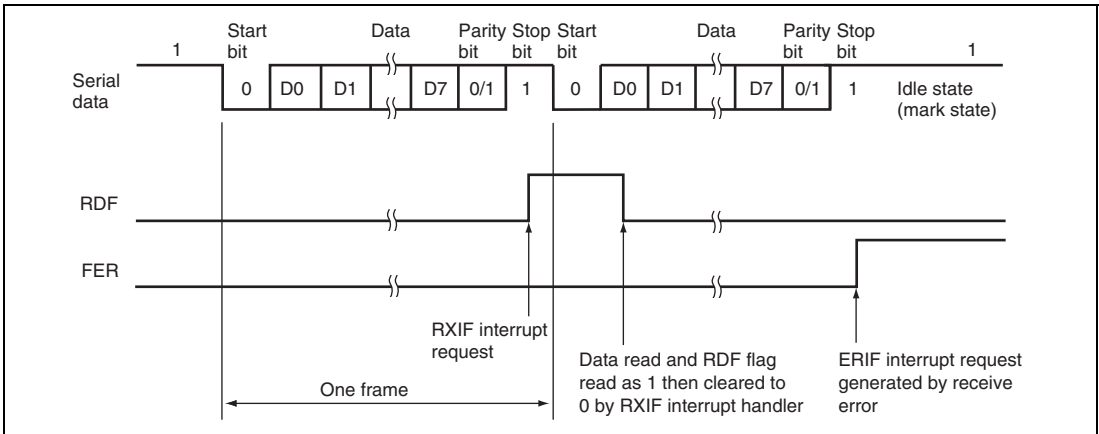 Start Data Parity Stop Start Data Parity Stop
1 bit bit bit bit bit bit 1
Serial data 0 D0 D1 D7 0/1 1 0 D0 D1 D7 0/1 1 Idle state (mark state)
RDF
FER
RXIF interrupt
request
Data read and RDF flag
read as 1 then cleared to
0 by RXIF interrupt handler
ERIF interrupt request
generated by receive
error
One frame